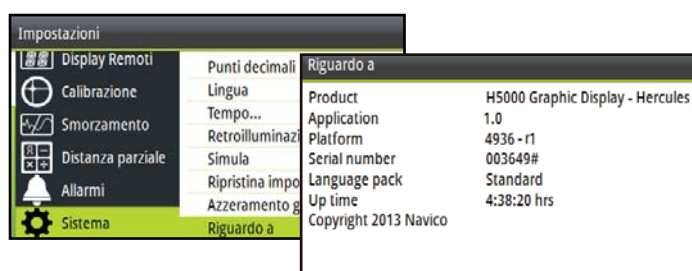 Impostazioni
Display Remoti
Calibrazione
Smorzamento
Distanza parziale
Allarmi
Sistema
Punti decimali
Lingua
Tempo...
Retroilluminazi
Simula
Ripristina impo
Azzeramento g
Riguardo a
Riguardo a
Product H5000 Graphic Display - Hercules
Application 1.0
Platform 4936 - r1
Serial number 003649#
Language pack Standard
Up time 4:38:20 hrs
Copyright 2013 Navico